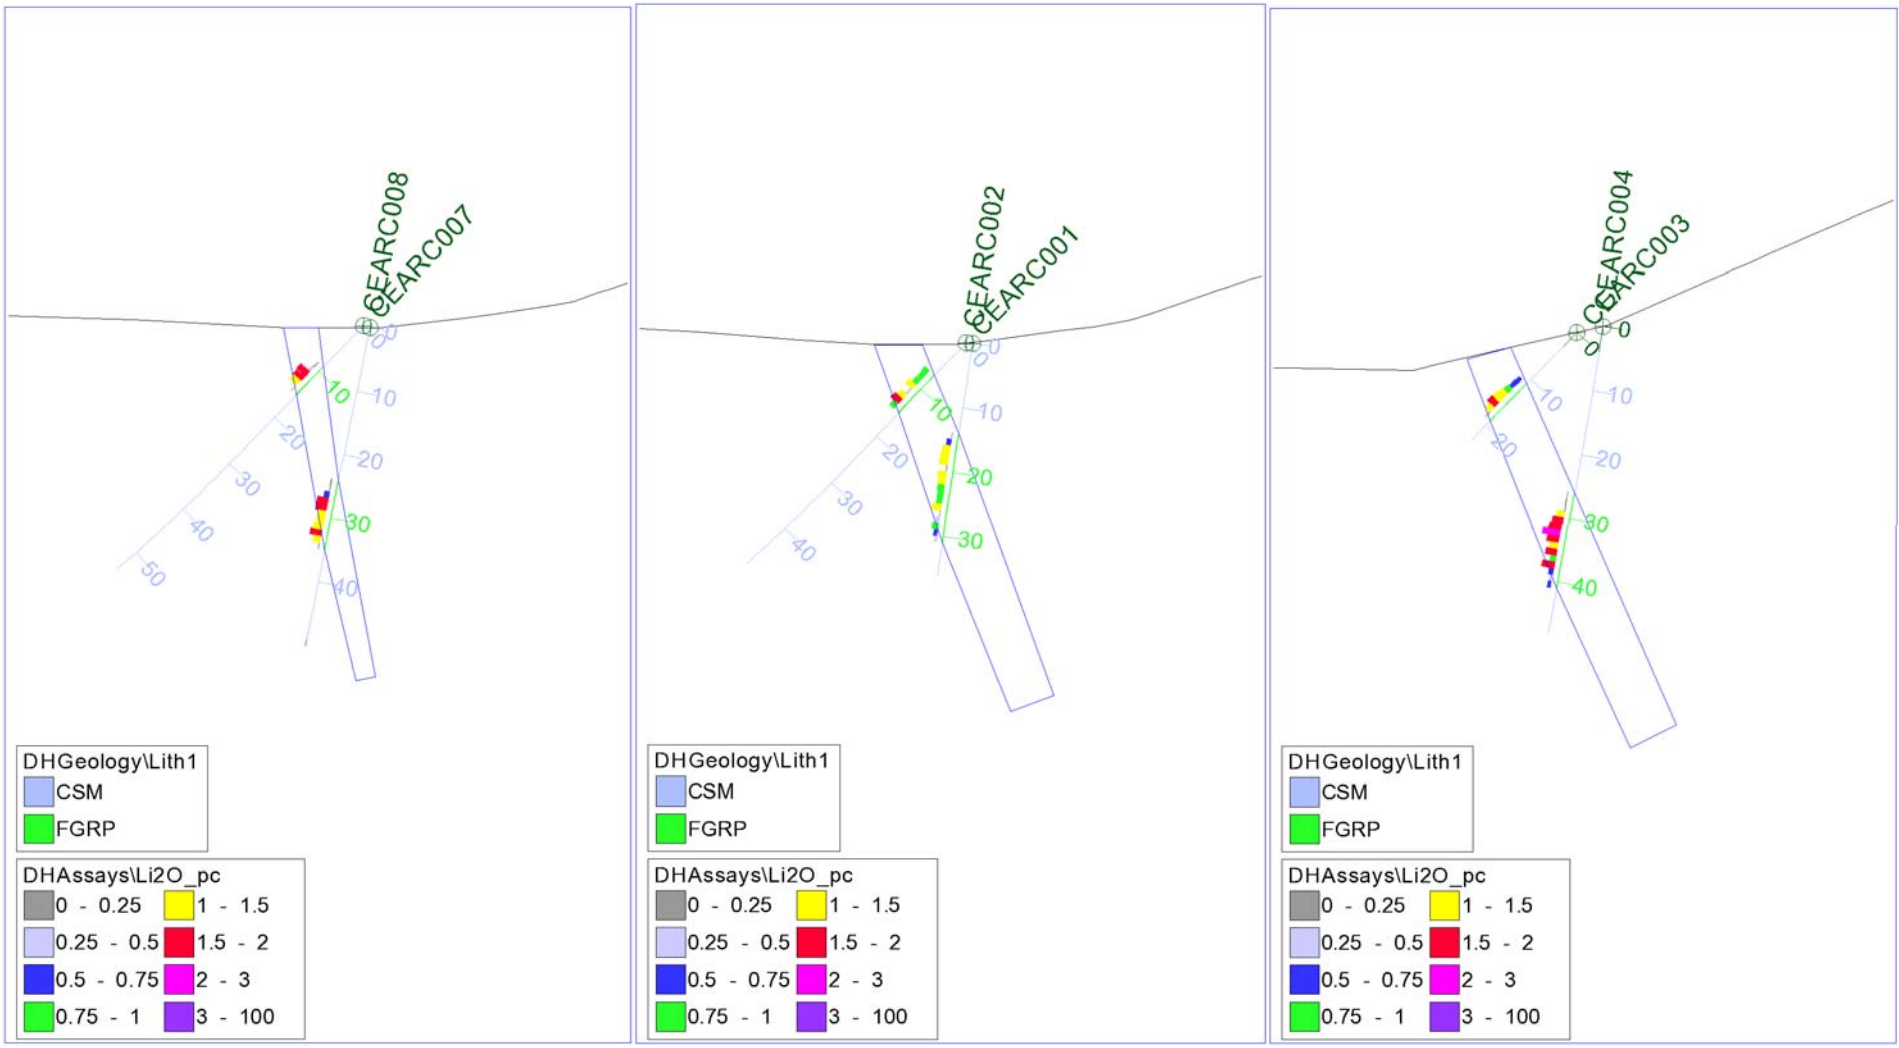 CEARC008
CEARC007
0
0
10
10
20
20
30
30
40
40
50
DHGeology\Lith1
CSM
FGRP
DHAssays\Li2O_pc
0 - 0.25 1 - 1.5
0.25 - 0.5 1.5 - 2
0.5 - 0.75 2 - 3
0.75 - 1 3 - 100
CEARC002
CEARC001
0
0
10
10
20
20
30
30
40
DHGeology\Lith1
CSM
FGRP
DHAssays\Li2O_pc
0 - 0.25 1 - 1.5
0.25 - 0.5 1.5 - 2
0.5 - 0.75 2 - 3
0.75 - 1 3 - 100
CEARC004
CEARC003
0
0
10
10
20
20
30
40
DHGeology\Lith1
CSM
FGRP
DHAssays\Li2O_pc
0 - 0.25 1 - 1.5
0.25 - 0.5 1.5 - 2
0.5 - 0.75 2 - 3
0.75 - 1 3 - 100